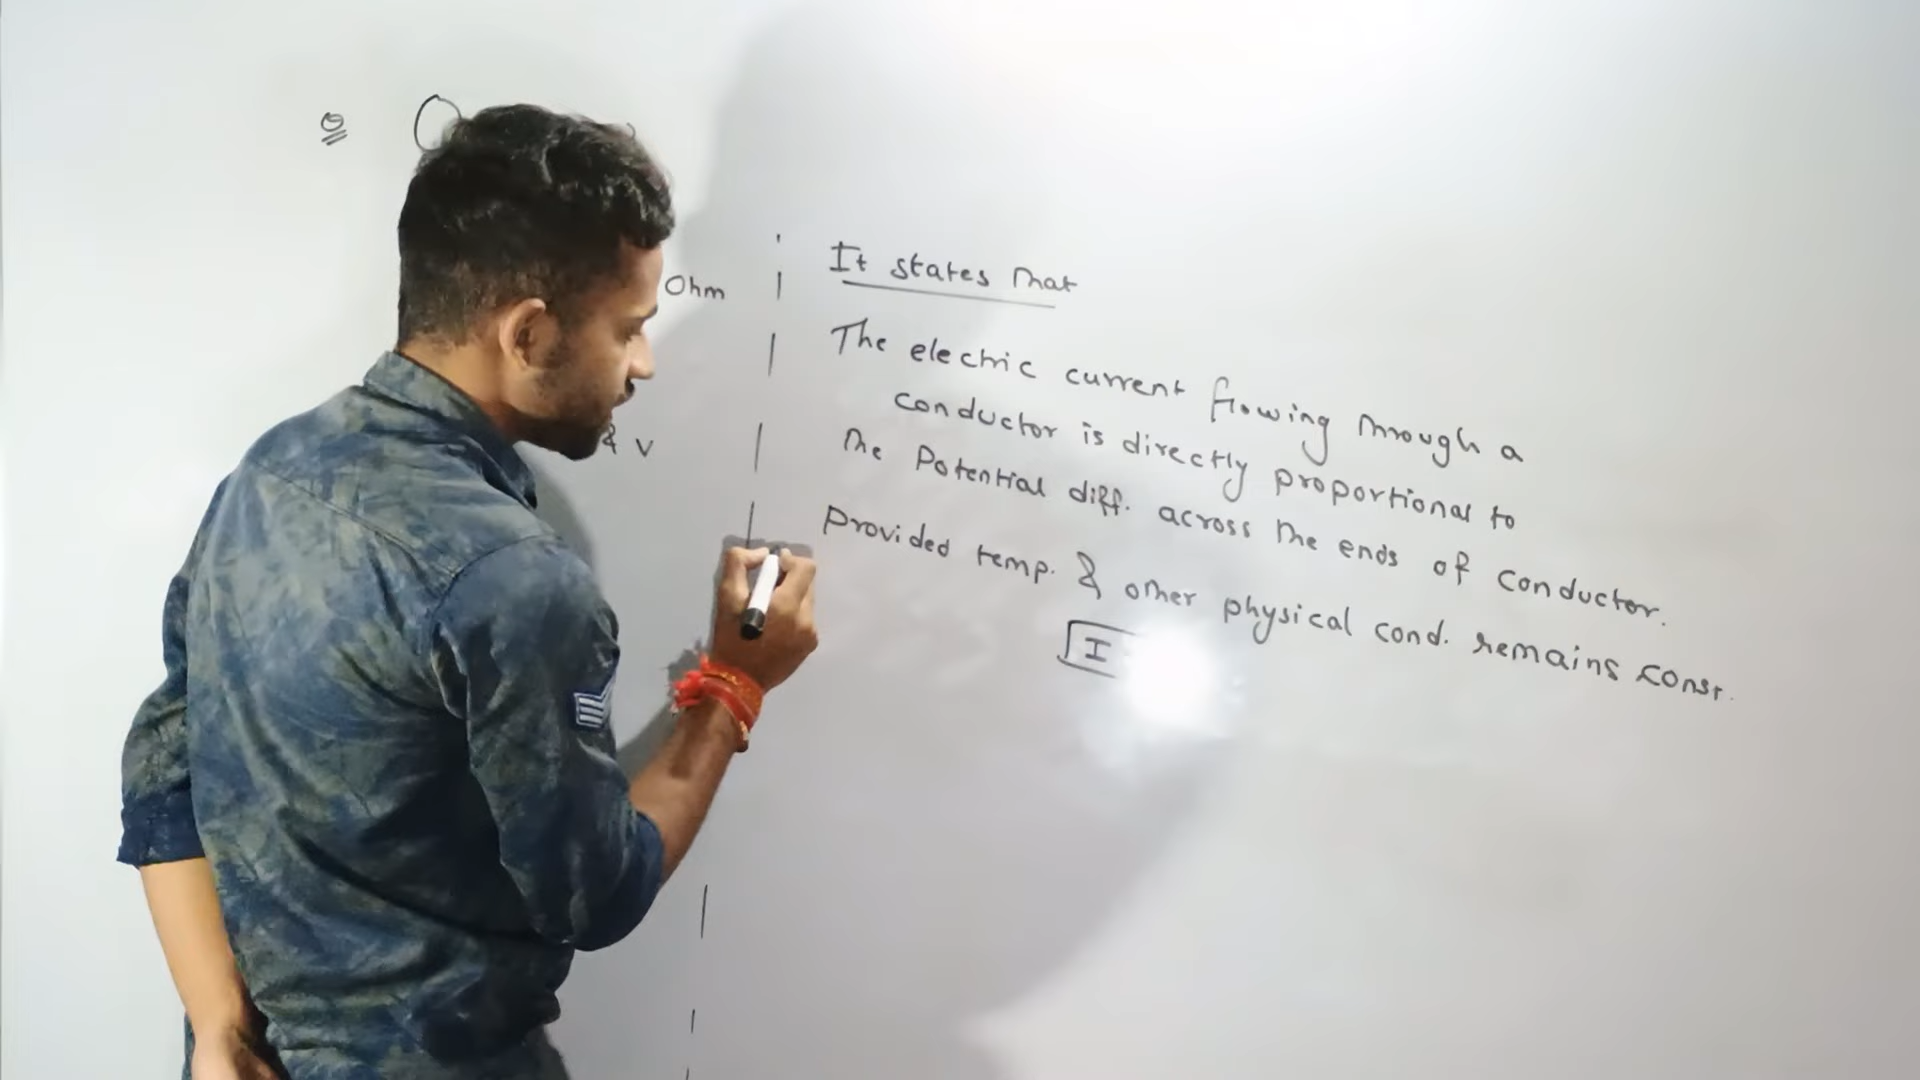 Ohm
& V
It states that
The electric current flowing through a
conductor is directly proportional to
the Potential diff. across the ends of conductor.
Provided temp. & other physical cond. remains const.
I